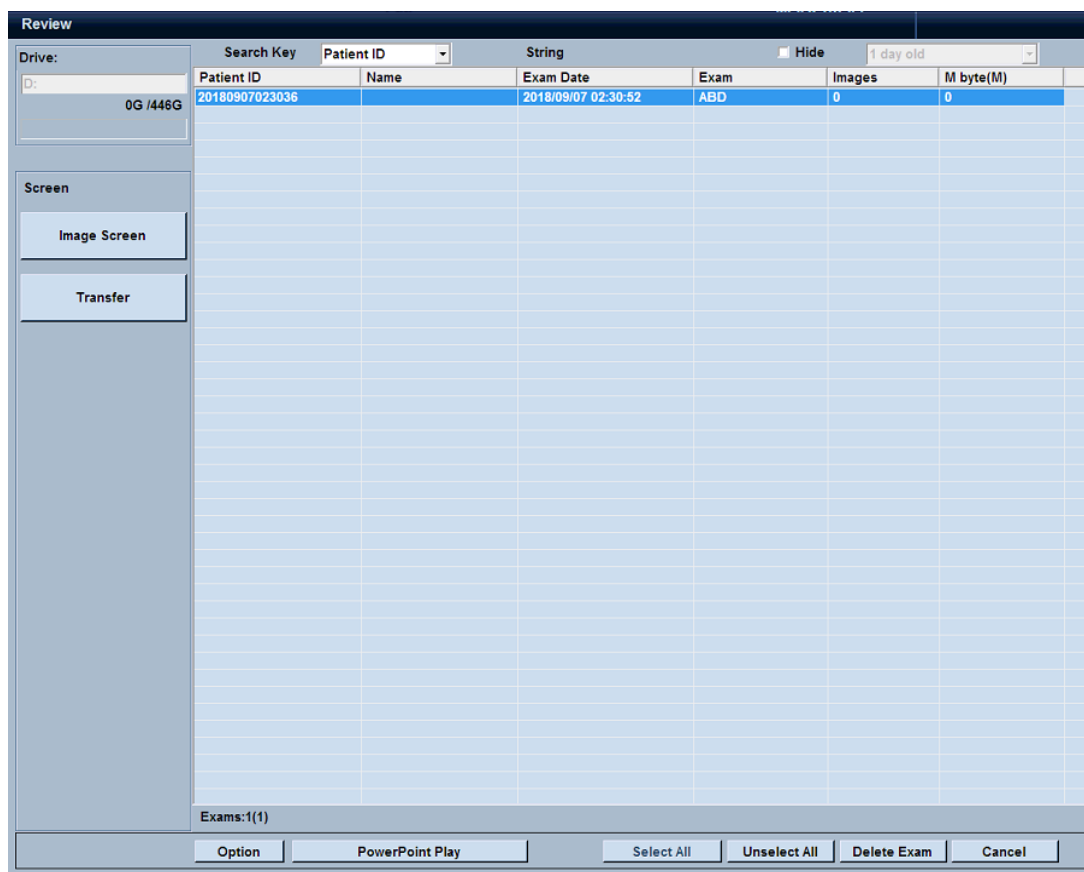 Review
Drive:
D:
0G /446G
Search Key Patient ID String Hide 1 day old
Patient ID Name Exam Date Exam Images M byte(M)
20180907023036 2018/09/07 02:30:52 ABD 0 0
Screen
Image Screen
Transfer
Exams:1(1)
Option PowerPoint Play Select All Unselect All Delete Exam Cancel